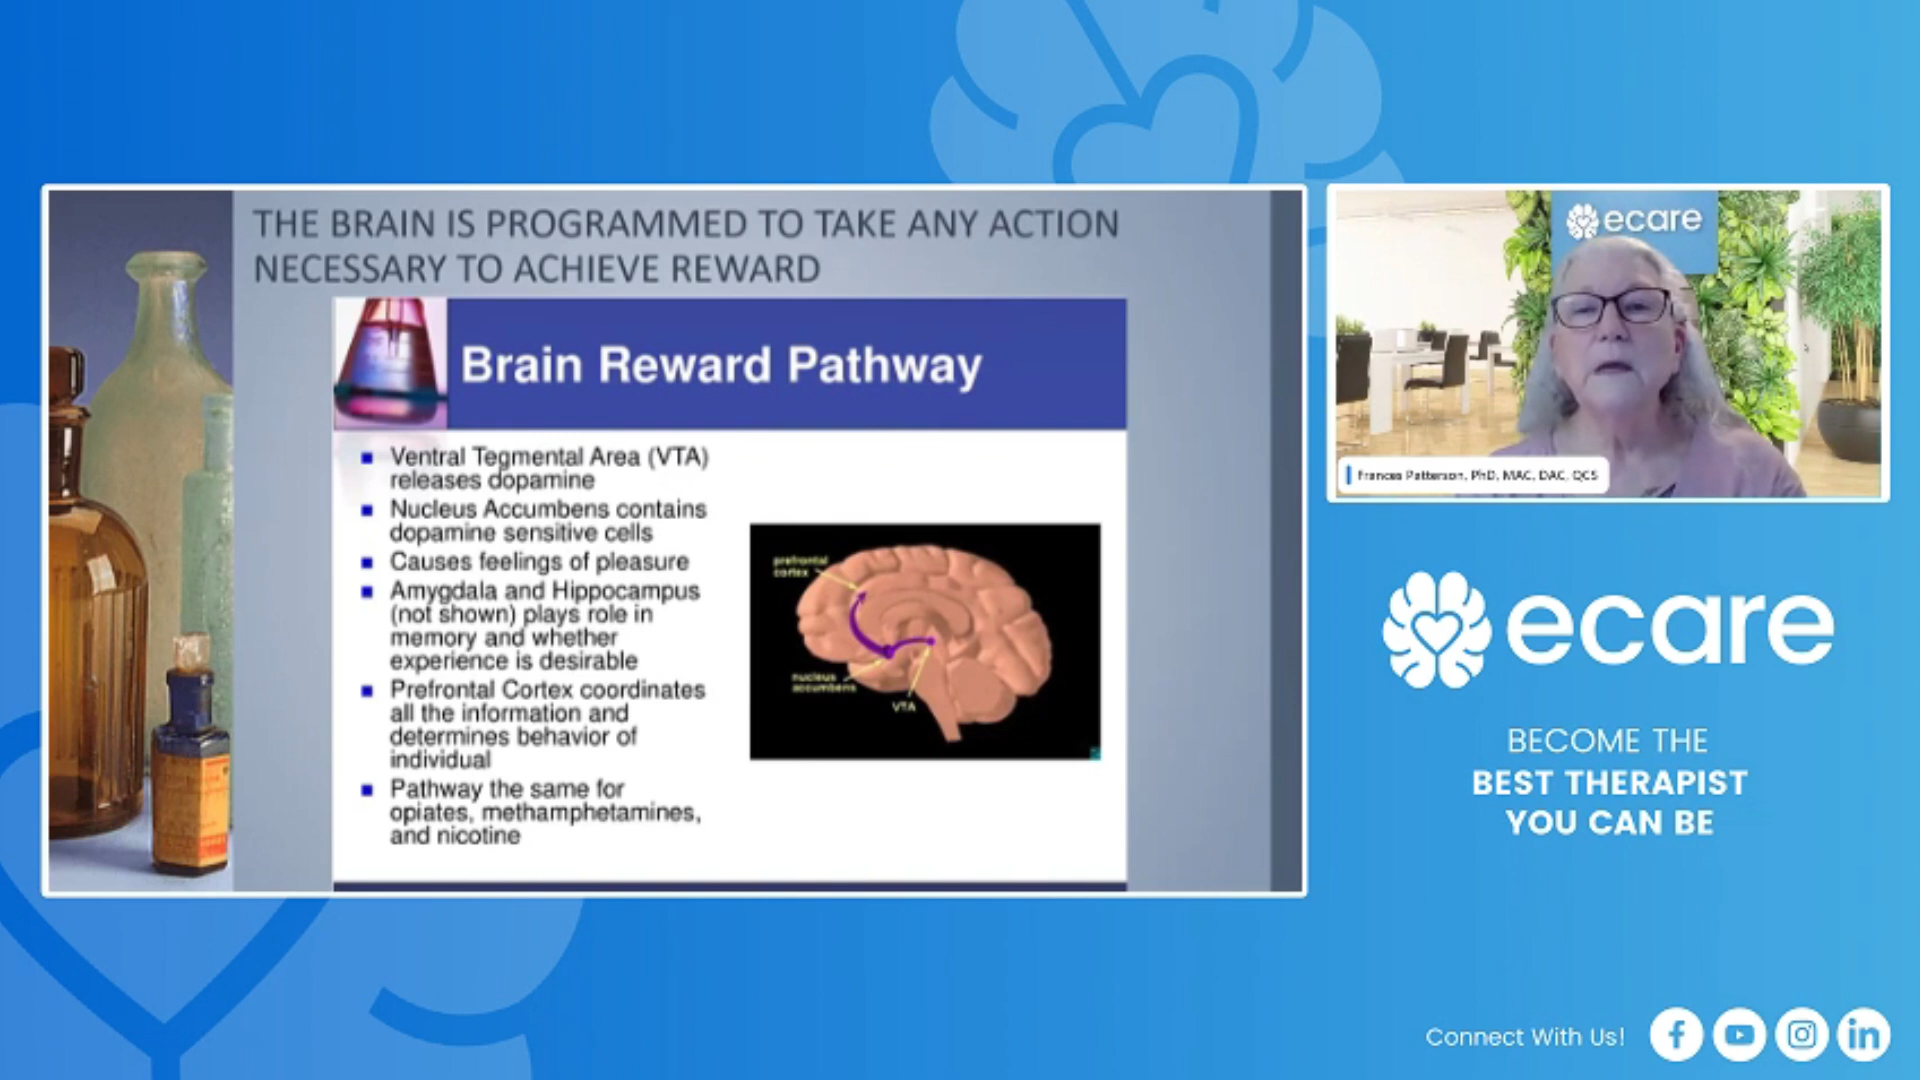 THE BRAIN IS PROGRAMMED TO TAKE ANY ACTION
NECESSARY TO ACHIEVE REWARD
Brain Reward Pathway
Ventral Tegmental Area (VTA)
releases dopamine
Nucleus Accumbens contains
dopamine sensitive cells
Causes feelings of pleasure
Amygdala and Hippocampus
(not shown) plays role in
memory and whether
experience is desirable
Prefrontal Cortex coordinates
all the information and
determines behavior of
individual
Pathway the same for
opiates, methamphetamines,
and nicotine
prefrontal
cortex
nucleus
accumbens
VTA
ecare
Frances Patterson, PhD, MAC, DAC, QCS
ecare
BECOME THE
BEST THERAPIST
YOU CAN BE
Connect With Us!